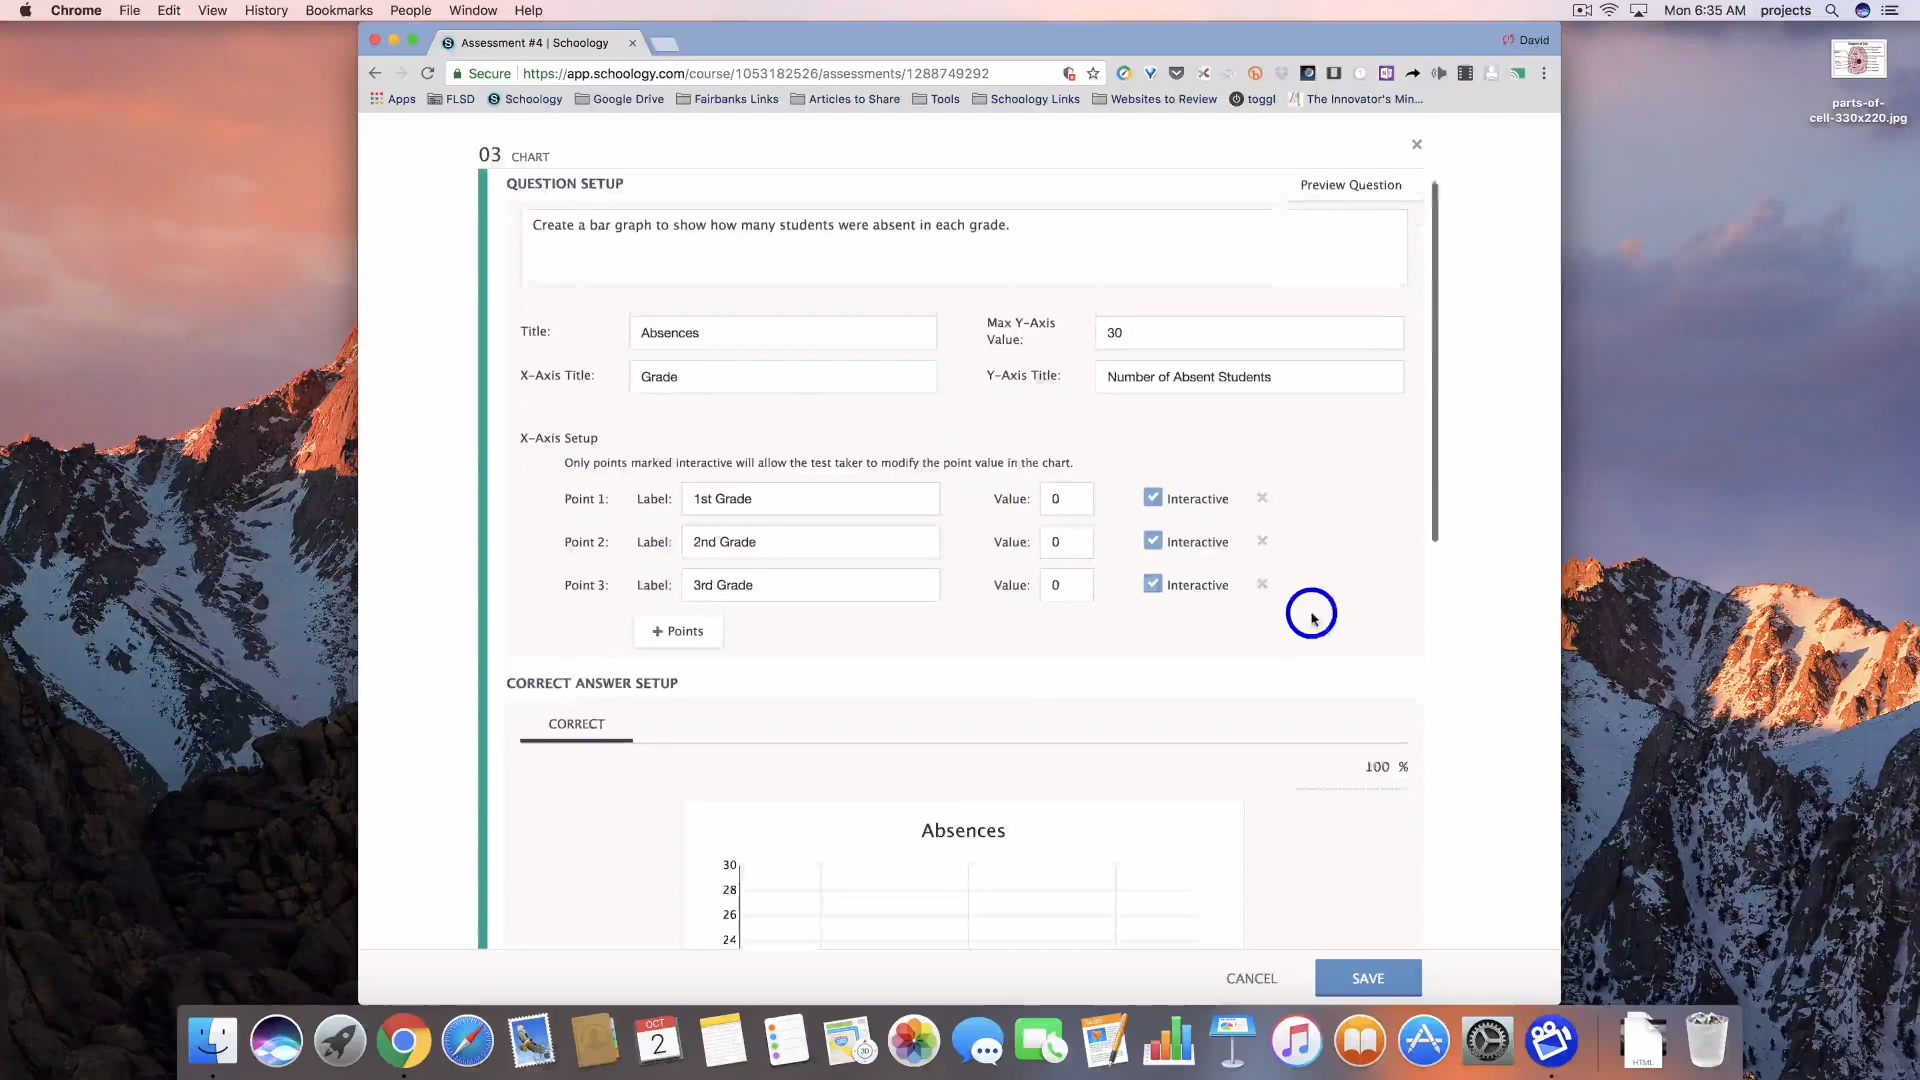 Chrome File Edit View History Bookmarks People Window Help
Mon 6:35 AM projects
Assessment #4 | Schoology
David
Secure https://app.schoology.com/course/1053182526/assessments/1288749292
Apps FLSD Schoology Google Drive Fairbanks Links Articles to Share Tools Schoology Links Websites to Review toggl The Innovator's Min...
parts-of-
cell-330x220.jpg
03 CHART
QUESTION SETUP
Preview Question
Create a bar graph to show how many students were absent in each grade.
Title: Absences
Max Y-Axis
Value: 30
X-Axis Title: Grade
Y-Axis Title: Number of Absent Students
X-Axis Setup
Only points marked interactive will allow the test taker to modify the point value in the chart.
Point 1: Label: 1st Grade Value: 0 Interactive
Point 2: Label: 2nd Grade Value: 0 Interactive
Point 3: Label: 3rd Grade Value: 0 Interactive
+ Points
CORRECT ANSWER SETUP
CORRECT
100 %
Absences
30
28
26
24
CANCEL SAVE
OCT
2
3D
HTML